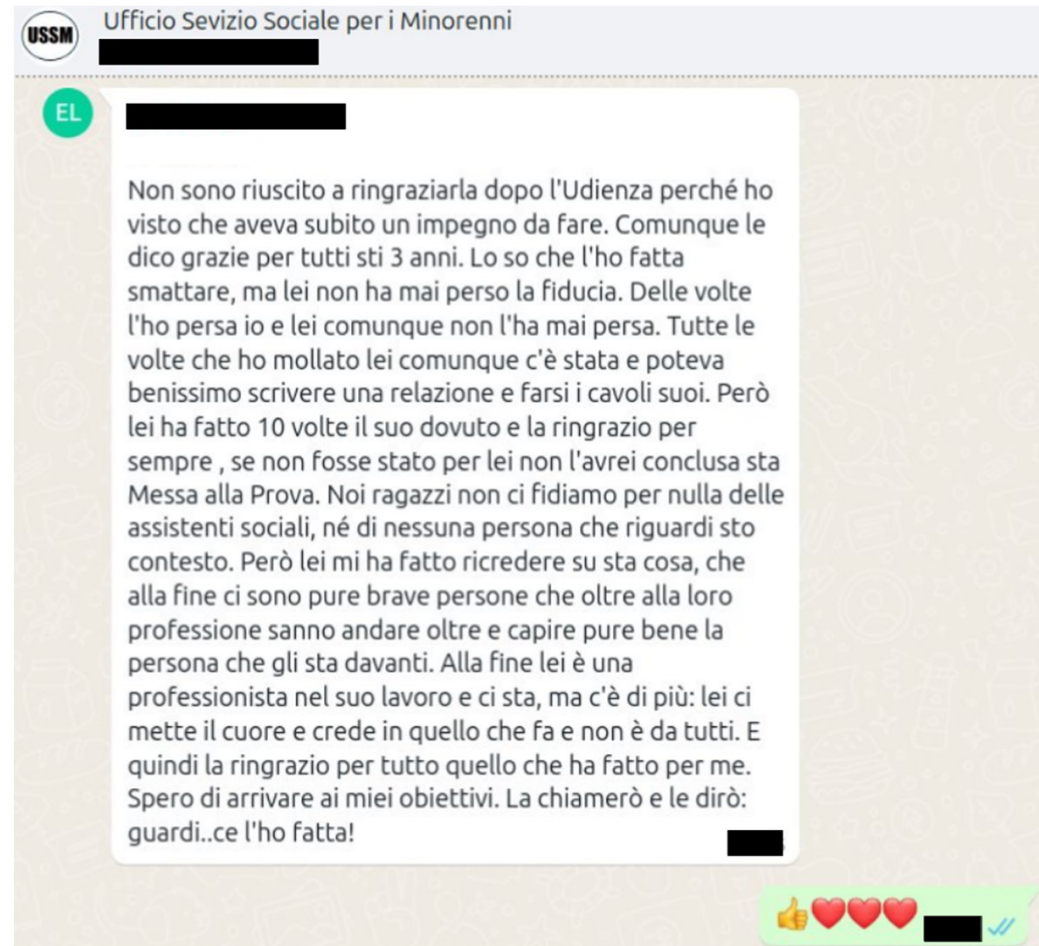 USSM
Ufficio Sevizio Sociale per i Minorenni
EL
Non sono riuscito a ringraziarla dopo l'Udienza perché ho
visto che aveva subito un impegno da fare. Comunque le
dico grazie per tutti sti 3 anni. Lo so che l'ho fatta
smattare, ma lei non ha mai perso la fiducia. Delle volte
l'ho persa io e lei comunque non l'ha mai persa. Tutte le
volte che ho mollato lei comunque c'è stata e poteva
benissimo scrivere una relazione e farsi i cavoli suoi. Però
lei ha fatto 10 volte il suo dovuto e la ringrazio per
sempre , se non fosse stato per lei non l'avrei conclusa sta
Messa alla Prova. Noi ragazzi non ci fidiamo per nulla delle
assistenti sociali, né di nessuna persona che riguardi sto
contesto. Però lei mi ha fatto ricredere su sta cosa, che
alla fine ci sono pure brave persone che oltre alla loro
professione sanno andare oltre e capire pure bene la
persona che gli sta davanti. Alla fine lei è una
professionista nel suo lavoro e ci sta, ma c'è di più: lei ci
mette il cuore e crede in quello che fa e non è da tutti. E
quindi la ringrazio per tutto quello che ha fatto per me.
Spero di arrivare ai miei obiettivi. La chiamerò e le dirò:
guardi..ce l'ho fatta!
👍❤️❤️❤️